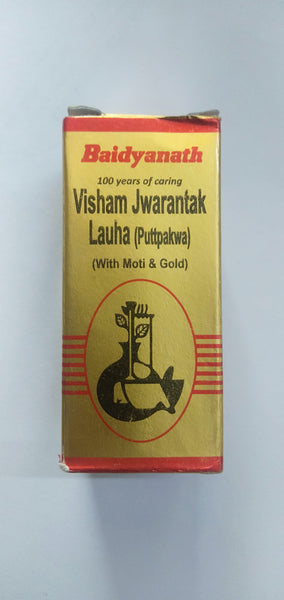 Baidyanath
100 years of caring
Visham Jwarantak
Lauha (Puttpakwa)
(With Moti & Gold)